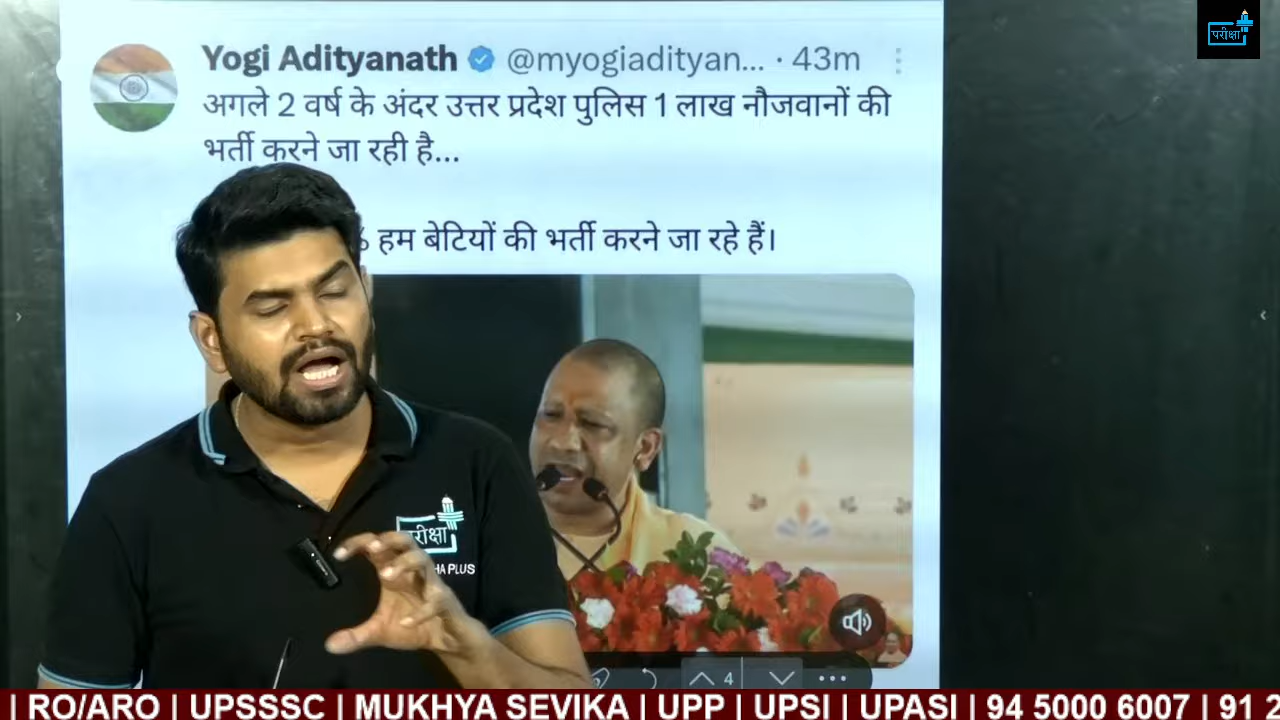 परीक्षा
Yogi Adityanath @myogiadityan... · 43m
अगले 2 वर्ष के अंदर उत्तर प्रदेश पुलिस 1 लाख नौजवानों की
भर्ती करने जा रही है...
% हम बेटियों की भर्ती करने जा रहे हैं।
परीक्षा
HA PLUS
4
| RO/ARO | UPSSSC | MUKHYA SEVIKA | UPP | UPSI | UPASI | 94 5000 6007 | 91 2